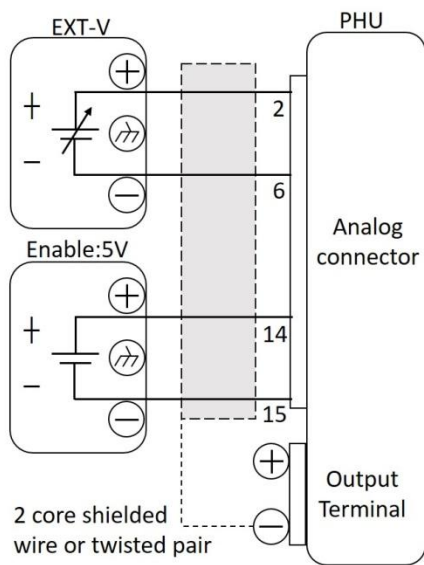 EXT-V
PHU
+
+
2
−
−
6
Enable:5V
Analog
connector
+
+
14
−
−
15
+
Output
Terminal
−
2 core shielded
wire or twisted pair